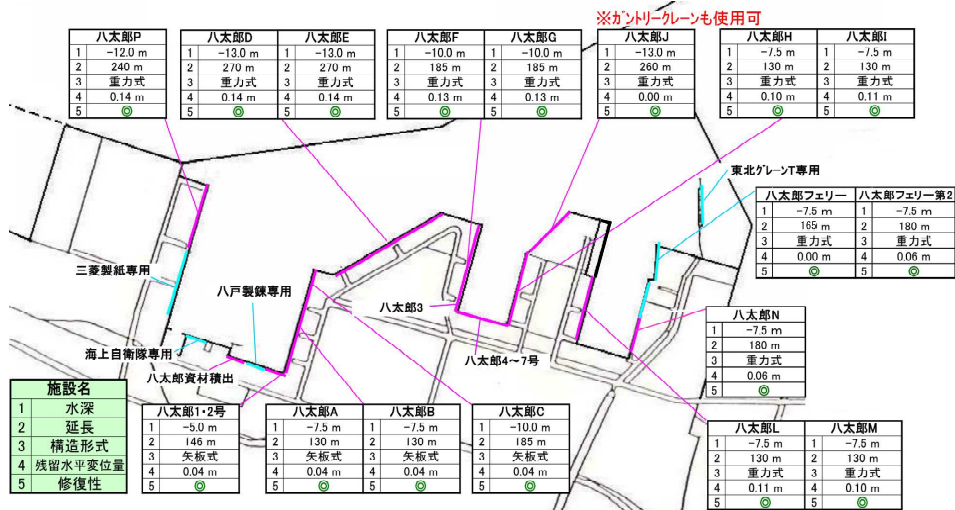 ※ガントリークレーンも使用可
八太郎P
1 -12.0 m
2 240 m
3 重力式
4 0.14 m
5 ◎
八太郎D 八太郎E
1 -13.0 m 1 -13.0 m
2 270 m 2 270 m
3 重力式 3 重力式
4 0.14 m 4 0.14 m
5 ◎ 5 ◎
八太郎F 八太郎G
1 -10.0 m 1 -10.0 m
2 185 m 2 185 m
3 重力式 3 重力式
4 0.13 m 4 0.13 m
5 ◎ 5 ◎
八太郎J
1 -13.0 m
2 260 m
3 重力式
4 0.00 m
5 ◎
八太郎H 八太郎I
1 -7.5 m 1 -7.5 m
2 130 m 2 130 m
3 重力式 3 重力式
4 0.10 m 4 0.11 m
5 ◎ 5 ◎
東北グレーンT専用
八太郎フェリー 八太郎フェリー第2
1 -7.5 m 1 -7.5 m
2 165 m 2 180 m
3 重力式 3 重力式
4 0.00 m 4 0.06 m
5 ◎ 5 ◎
三菱製紙専用
八戸製錬専用
八太郎3
海上自衛隊専用
八太郎資材積出
八太郎4～7号
八太郎N
1 -7.5 m
2 180 m
3 重力式
4 0.06 m
5 ◎
施設名
1 水深
2 延長
3 構造形式
4 残留水平変位量
5 修復性
八太郎1・2号
1 -5.0 m
2 146 m
3 矢板式
4 0.04 m
5 ◎
八太郎A 八太郎B
1 -7.5 m 1 -7.5 m
2 130 m 2 130 m
3 矢板式 3 矢板式
4 0.04 m 4 0.04 m
5 ◎ 5 ◎
八太郎C
1 -10.0 m
2 185 m
3 矢板式
4 0.04 m
5 ◎
八太郎L 八太郎M
1 -7.5 m 1 -7.5 m
2 130 m 2 130 m
3 重力式 3 重力式
4 0.11 m 4 0.10 m
5 ◎ 5 ◎